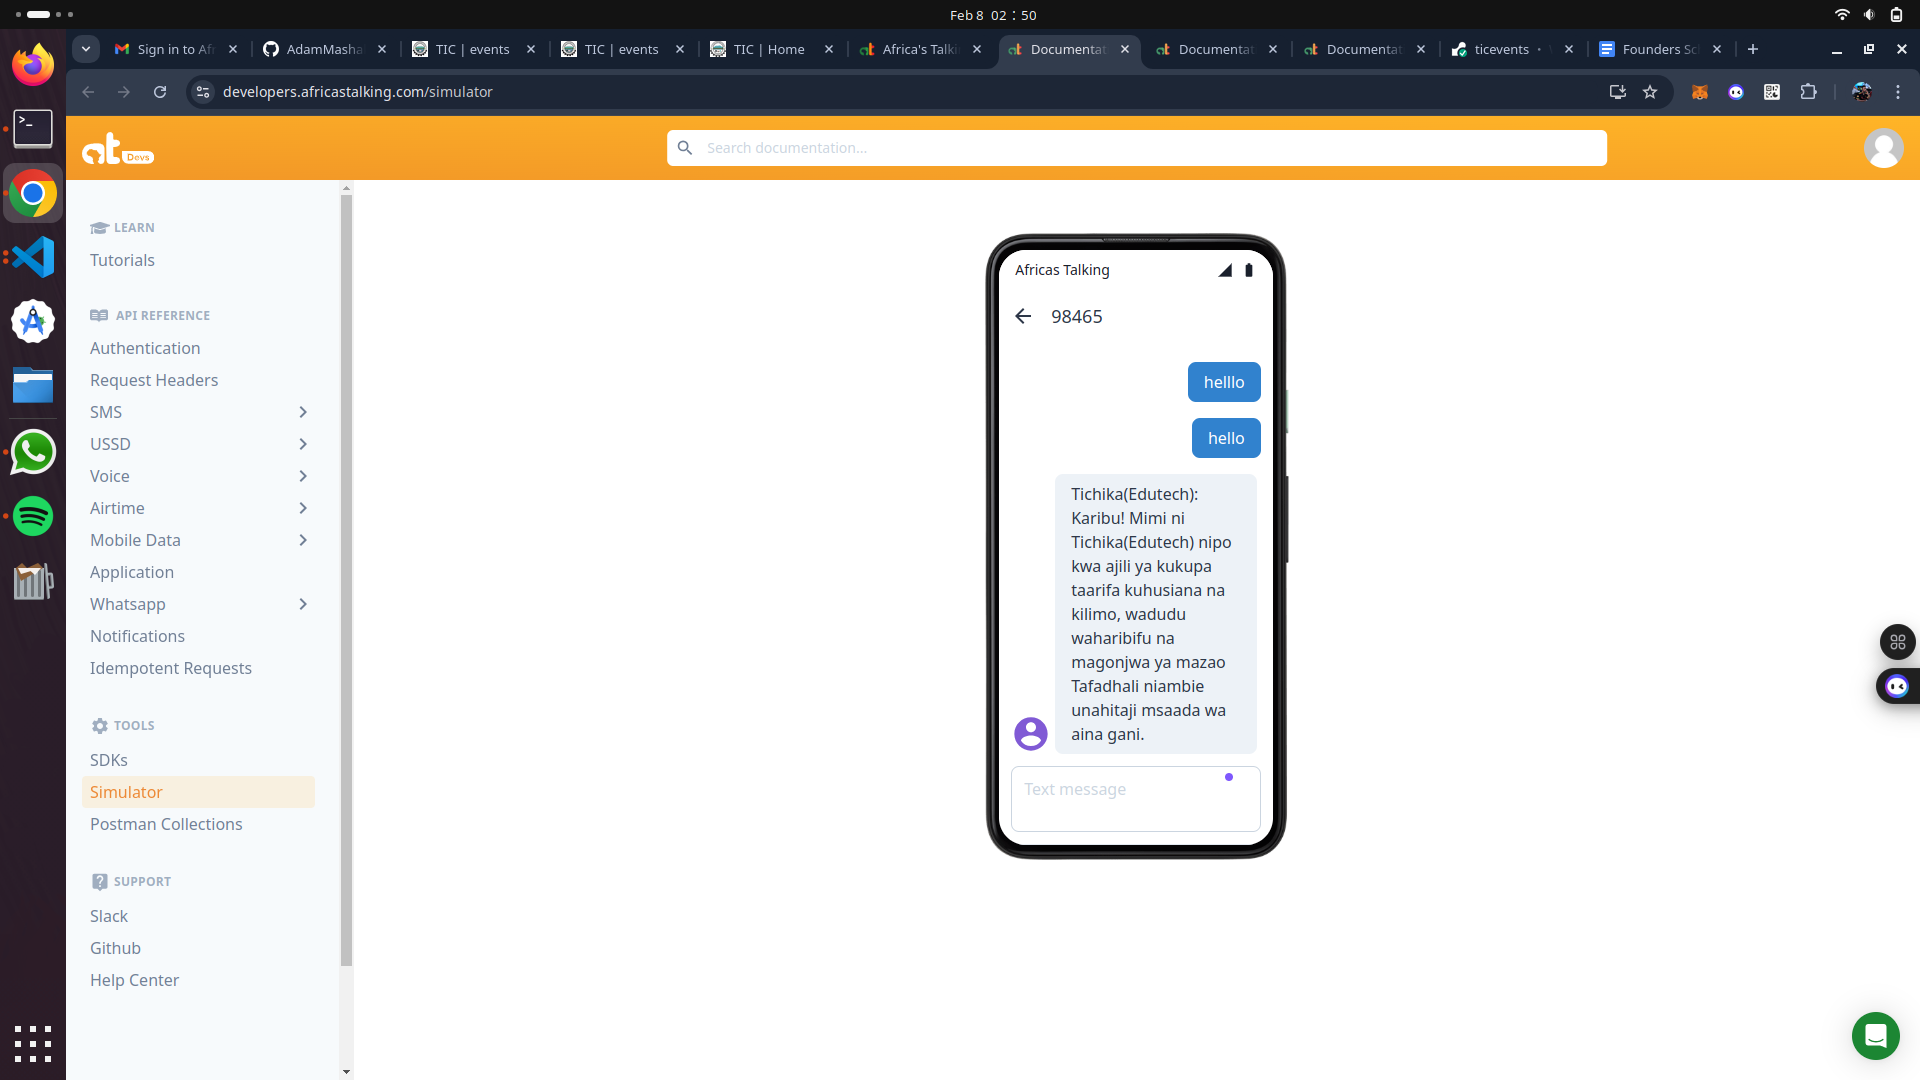 Feb 8 02 : 50
Sign in to Afr
AdamMasha
TIC | events
TIC | events
TIC | Home
Africa's Talki
Documentat
Documentat
Documentat
ticevents •
Founders Sc
developers.africastalking.com/simulator
at Devs
Search documentation...
LEARN
Tutorials
API REFERENCE
Authentication
Request Headers
SMS
USSD
Voice
Airtime
Mobile Data
Application
Whatsapp
Notifications
Idempotent Requests
TOOLS
SDKs
Simulator
Postman Collections
SUPPORT
Slack
Github
Help Center
Africas Talking
98465
helllo
hello
Tichika(Edutech):
Karibu! Mimi ni
Tichika(Edutech) nipo
kwa ajili ya kukupa
taarifa kuhusiana na
kilimo, wadudu
waharibifu na
magonjwa ya mazao
Tafadhali niambie
unahitaji msaada wa
aina gani.
Text message